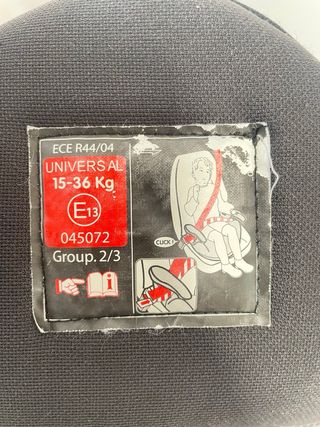 ECE R44/04
UNIVERSAL
15-36 Kg
E13
045072
Group. 2/3
CLICK !
i